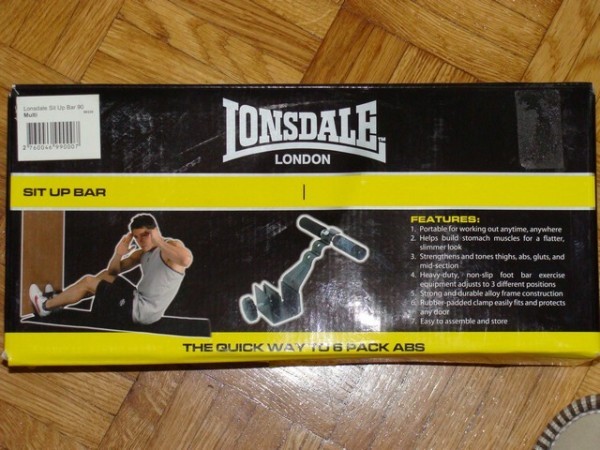 Lonsdale Sit Up Bar 90
Multi
2 760046 990007
LONSDALE
LONDON
SIT UP BAR
FEATURES:
1. Portable for working out anytime, anywhere
2. Helps build stomach muscles for a flatter,
slimmer look
3. Strengthens and tones thighs, abs, gluts, and
mid-section
4. Heavy-duty, non-slip foot bar exercise
equipment adjusts to 3 different positions
5. Strong and durable alloy frame construction
6. Rubber-padded clamp easily fits and protects
any door
7. Easy to assemble and store
THE QUICK WAY TO 6 PACK ABS